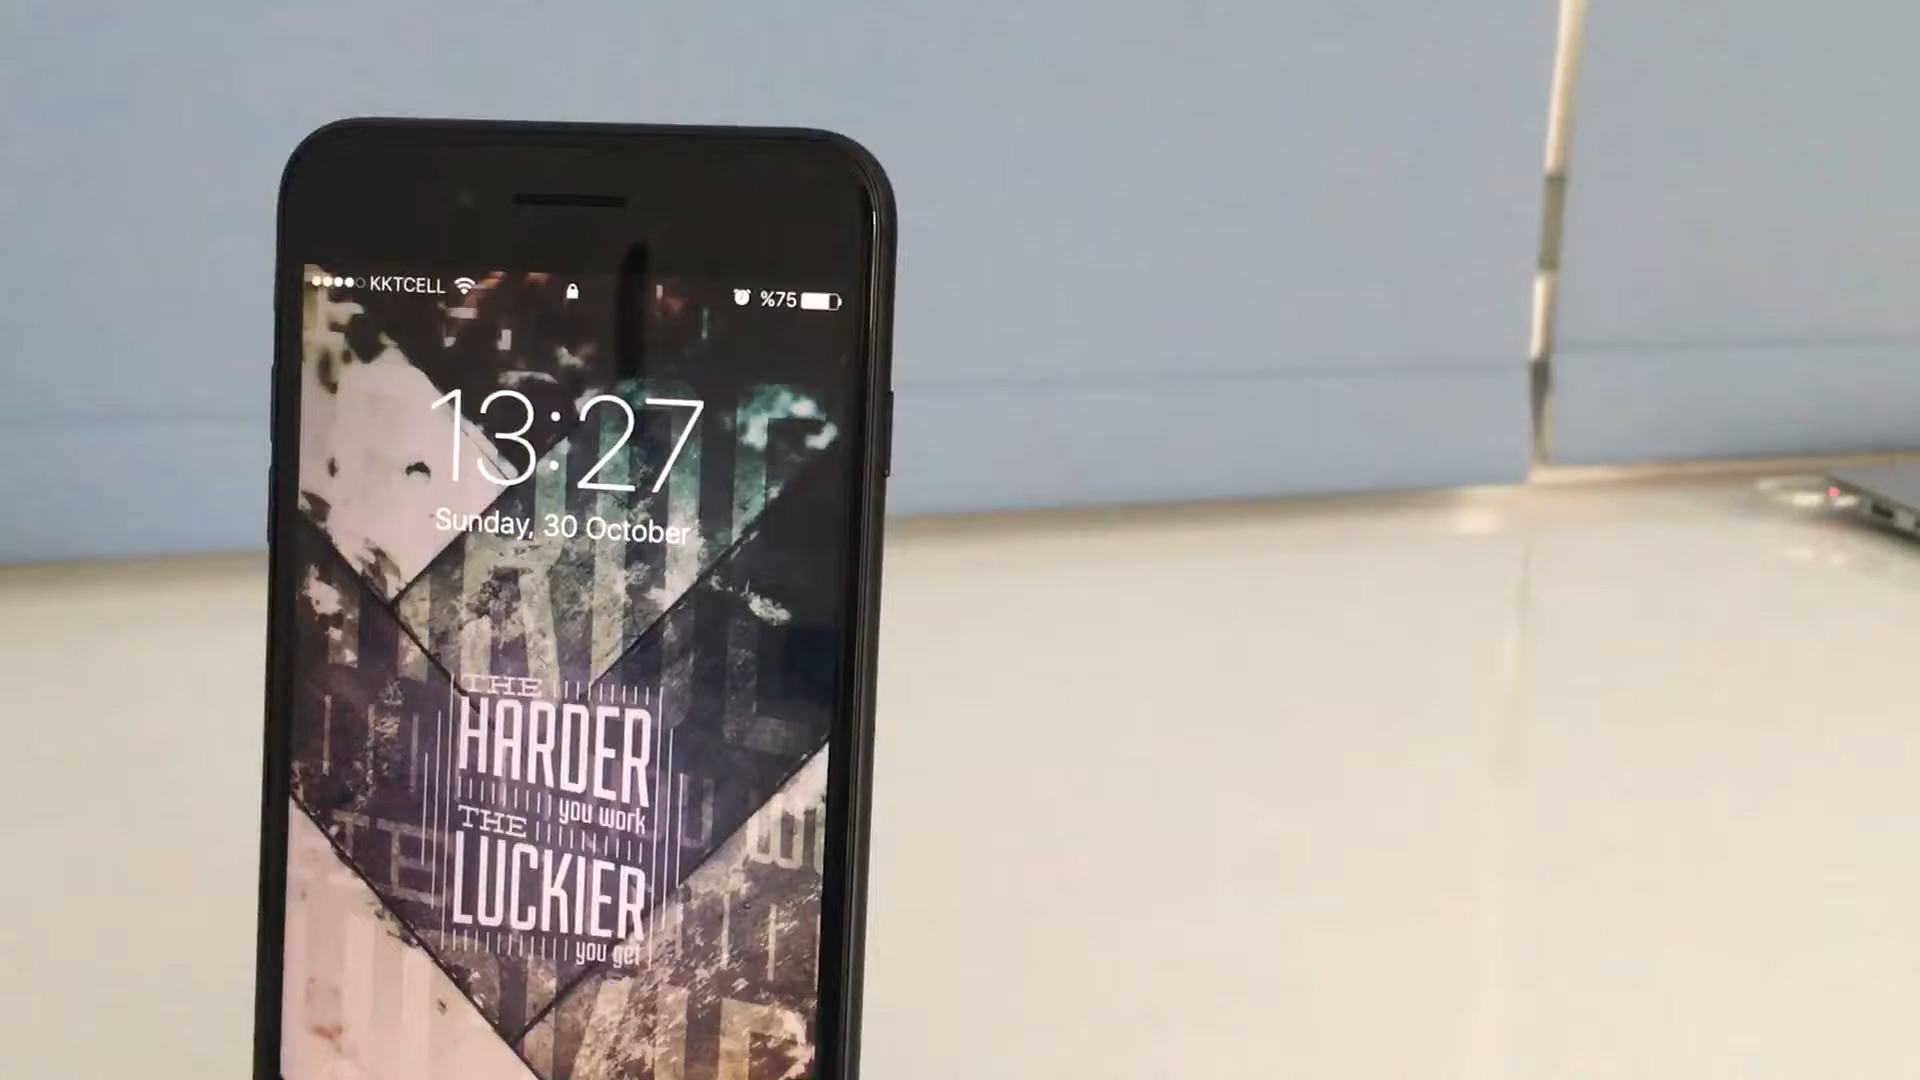 KKTCELL
%75
13:27
Sunday, 30 October
THE
HARDER
you work
THE
LUCKIER
you get